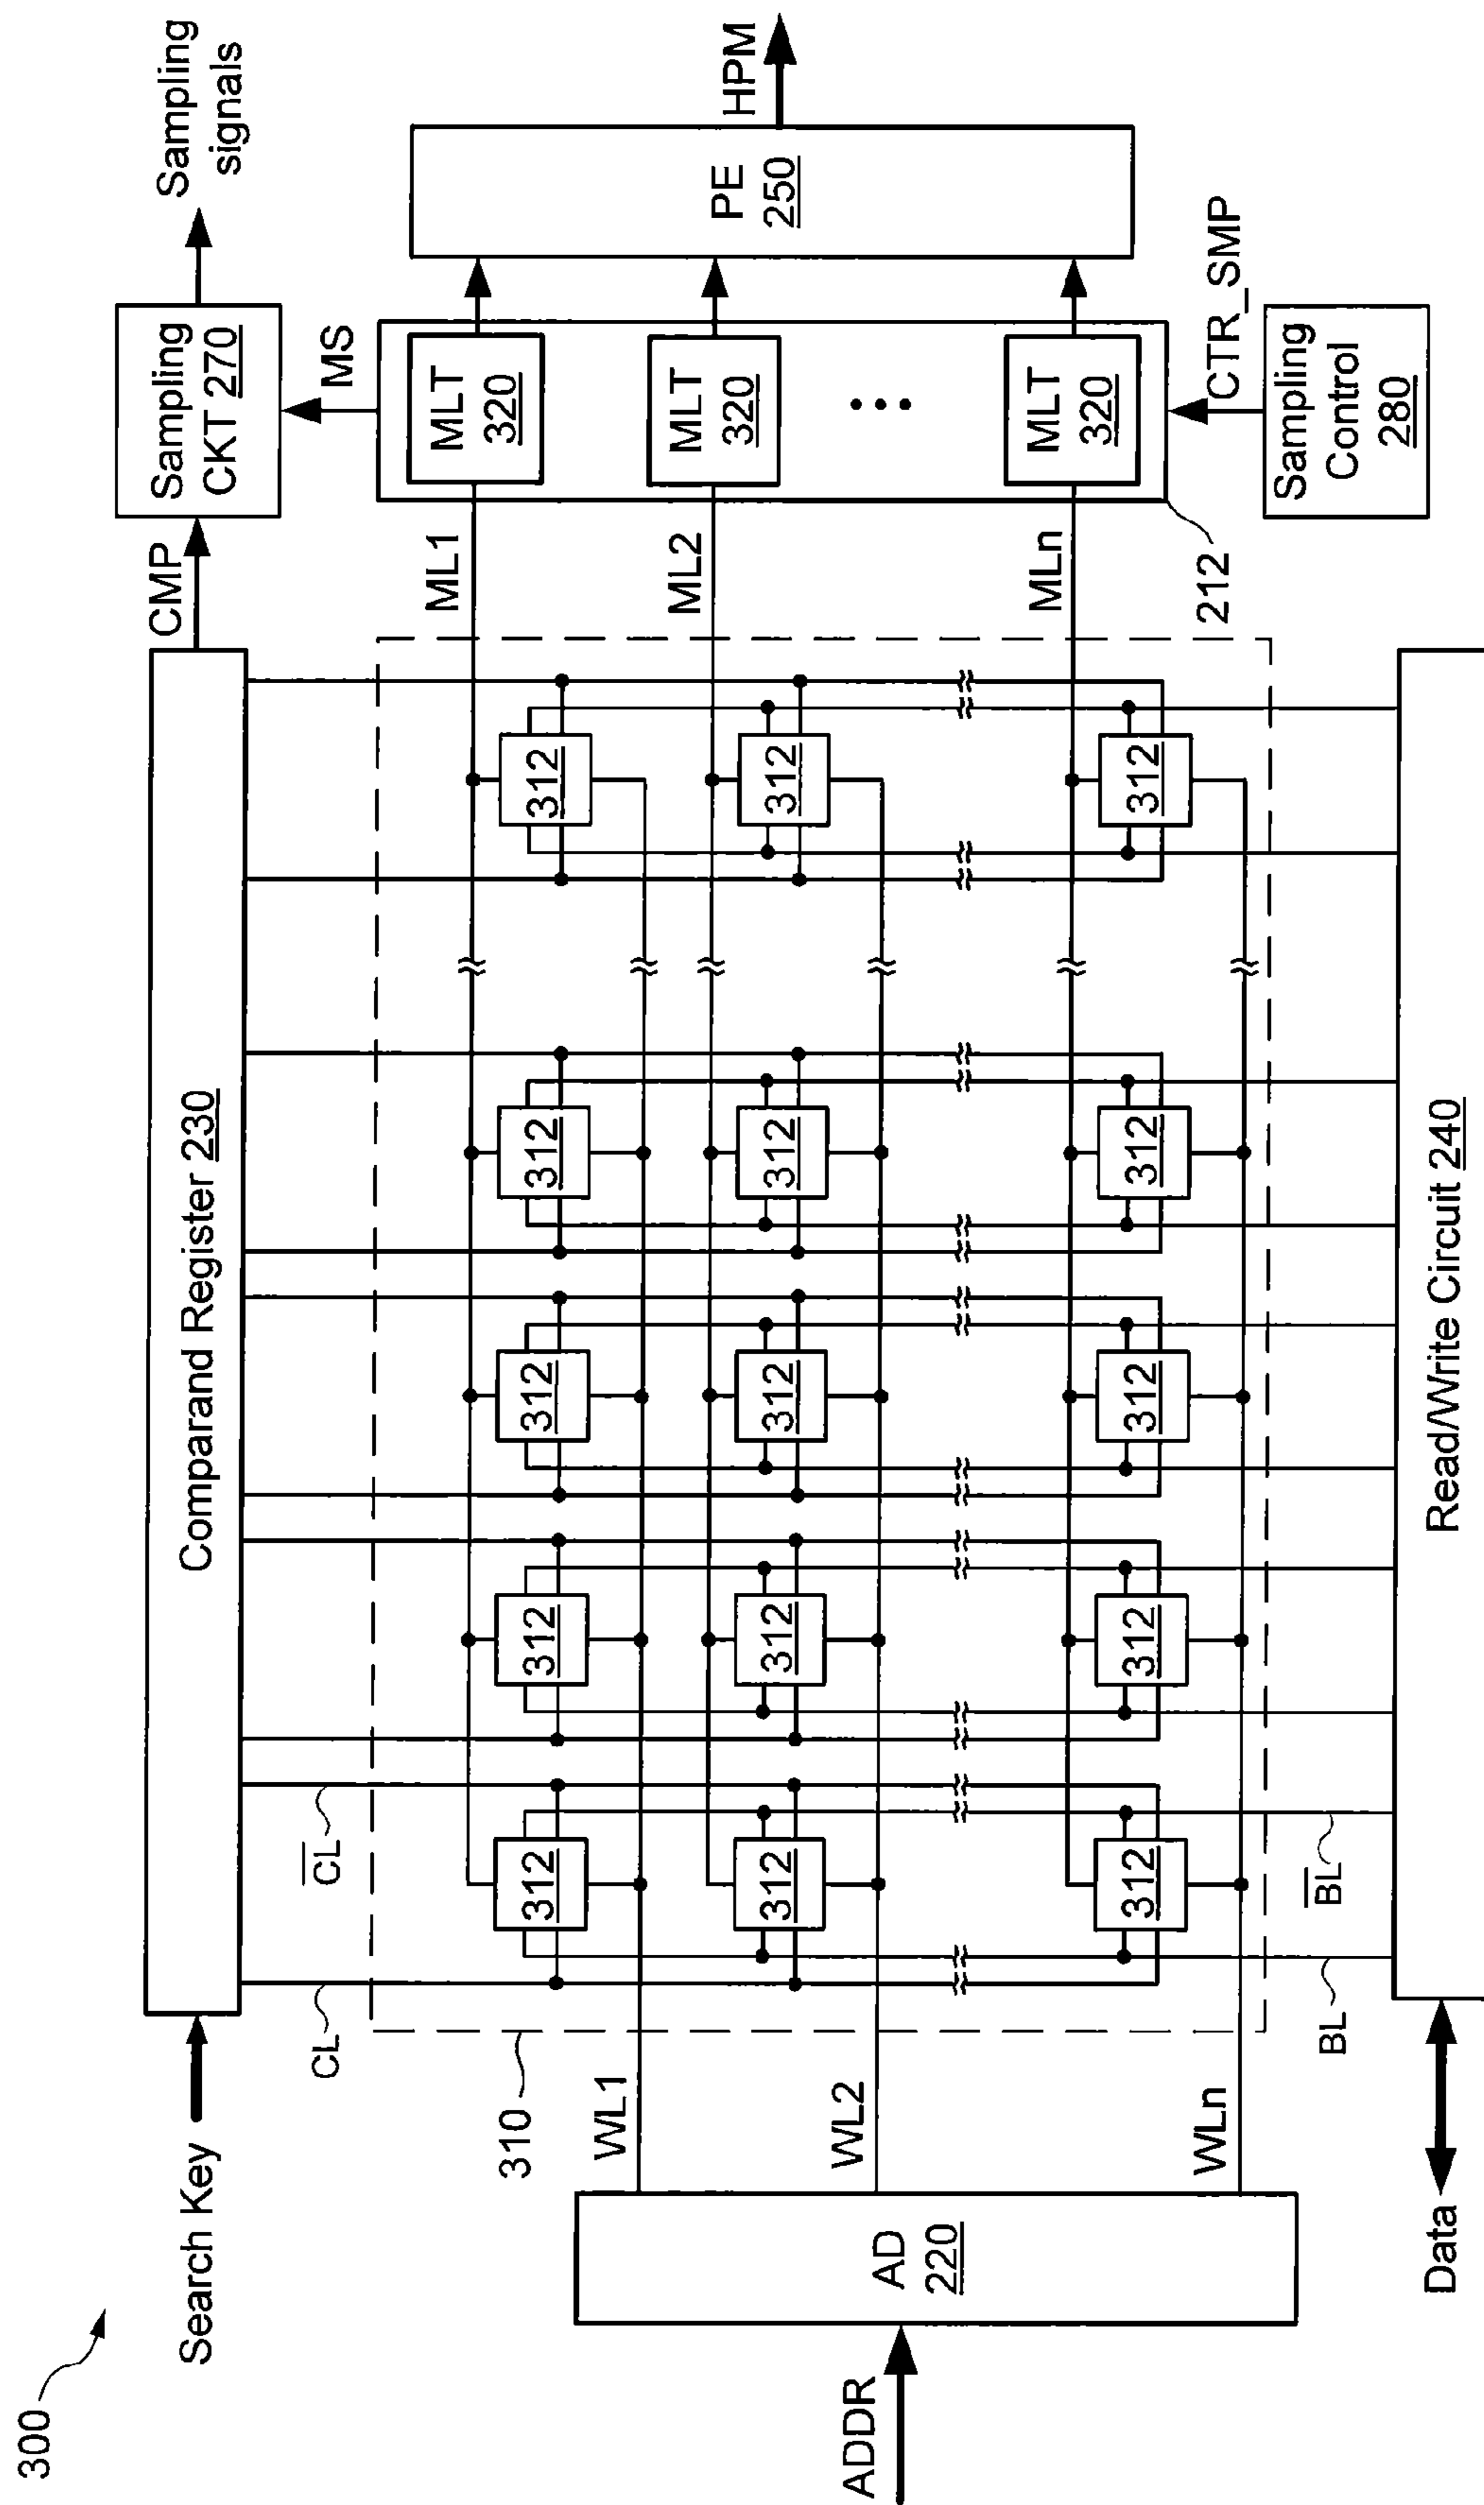 300
Search Key
Comparand Register 230
CMP
Sampling
CKT 270
Sampling
signals
CL
C̅L̅
MS
310
312
312
312
312
312
ML1
MLT
320
WL1
312
312
312
312
312
ML2
MLT
320
WL2
PE
250
HPM
ADDR
AD
220
• • •
312
312
312
312
312
MLn
MLT
320
WLn
212
CTR_SMP
BL
B̅L̅
Sampling
Control
280
Data
Read/Write Circuit 240